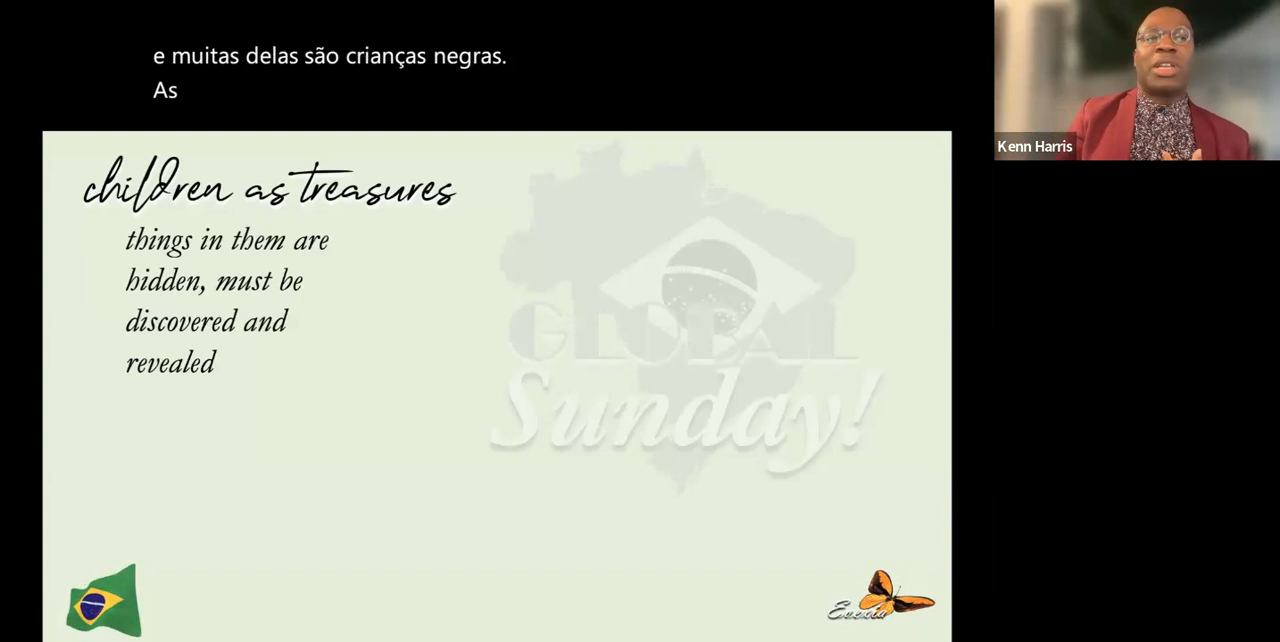 e muitas delas são crianças negras.
As
Kenn Harris
children as treasures
things in them are
hidden, must be
discovered and
revealed
GLOBAL
Sunday!